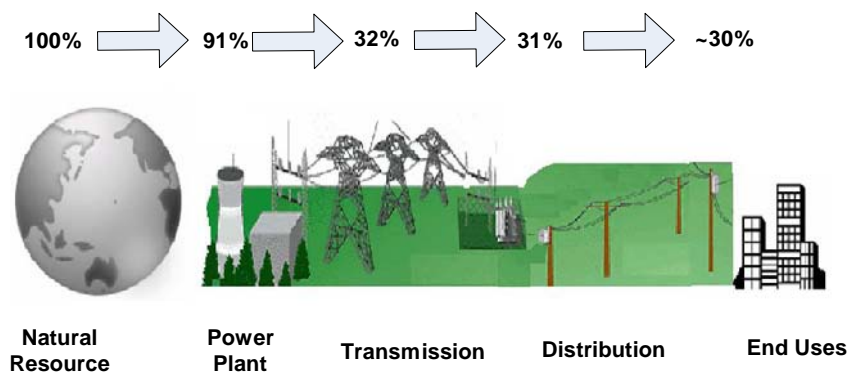 100%
91%
32%
31%
~30%
Natural
Resource
Power
Plant
Transmission
Distribution
End Uses